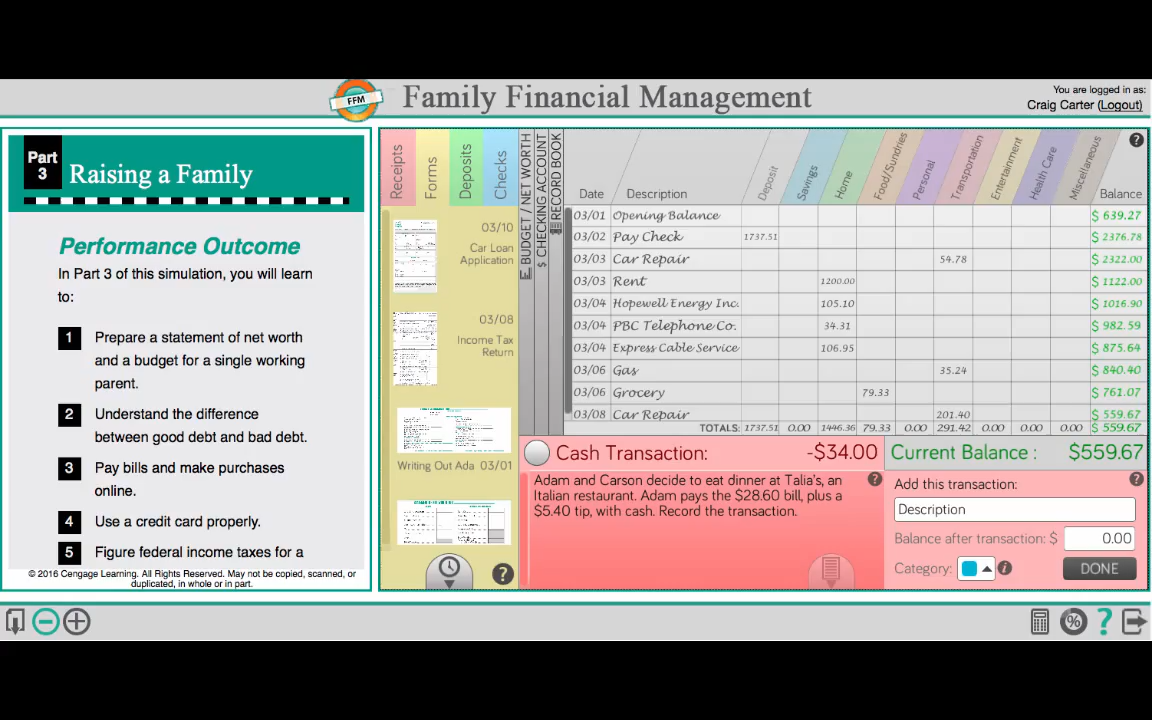 FFM
Family Financial Management
You are logged in as:
Craig Carter (Logout)
Part
3
Raising a Family
Performance Outcome
In Part 3 of this simulation, you will learn
to:
1 Prepare a statement of net worth
and a budget for a single working
parent.
2 Understand the difference
between good debt and bad debt.
3 Pay bills and make purchases
online.
4 Use a credit card properly.
5 Figure federal income taxes for a
© 2016 Cengage Learning. All Rights Reserved. May not be copied, scanned, or
duplicated, in whole or in part.
Receipts
Forms
Deposits
Checks
03/10
Car Loan
Application
03/08
Income Tax
Return
Writing Out Ada 03/01
?
BUDGET / NET WORTH
$ CHECKING ACCOUNT
RECORD BOOK
Date Description Deposit Savings Home Food/Sundries Personal Transportation Entertainment Health Care Miscellaneous Balance
?
03/01 Opening Balance $ 639.27
03/02 Pay Check 1737.51 $ 2376.78
03/03 Car Repair 54.78 $ 2322.00
03/03 Rent 1200.00 $ 1122.00
03/04 Hopewell Energy Inc. 105.10 $ 1016.90
03/04 PBC Telephone Co. 34.31 $ 982.59
03/04 Express Cable Service 106.95 $ 875.64
03/06 Gas 35.24 $ 840.40
03/06 Grocery 79.33 $ 761.07
03/08 Car Repair 201.40 $ 559.67
TOTALS: 1737.51 0.00 1446.36 79.33 0.00 291.42 0.00 0.00 0.00 $ 559.67
Cash Transaction: -$34.00
Adam and Carson decide to eat dinner at Talia's, an
Italian restaurant. Adam pays the $28.60 bill, plus a
$5.40 tip, with cash. Record the transaction.
?
Current Balance : $559.67
Add this transaction:
?
Description
Balance after transaction: $ 0.00
Category: i DONE
% ?